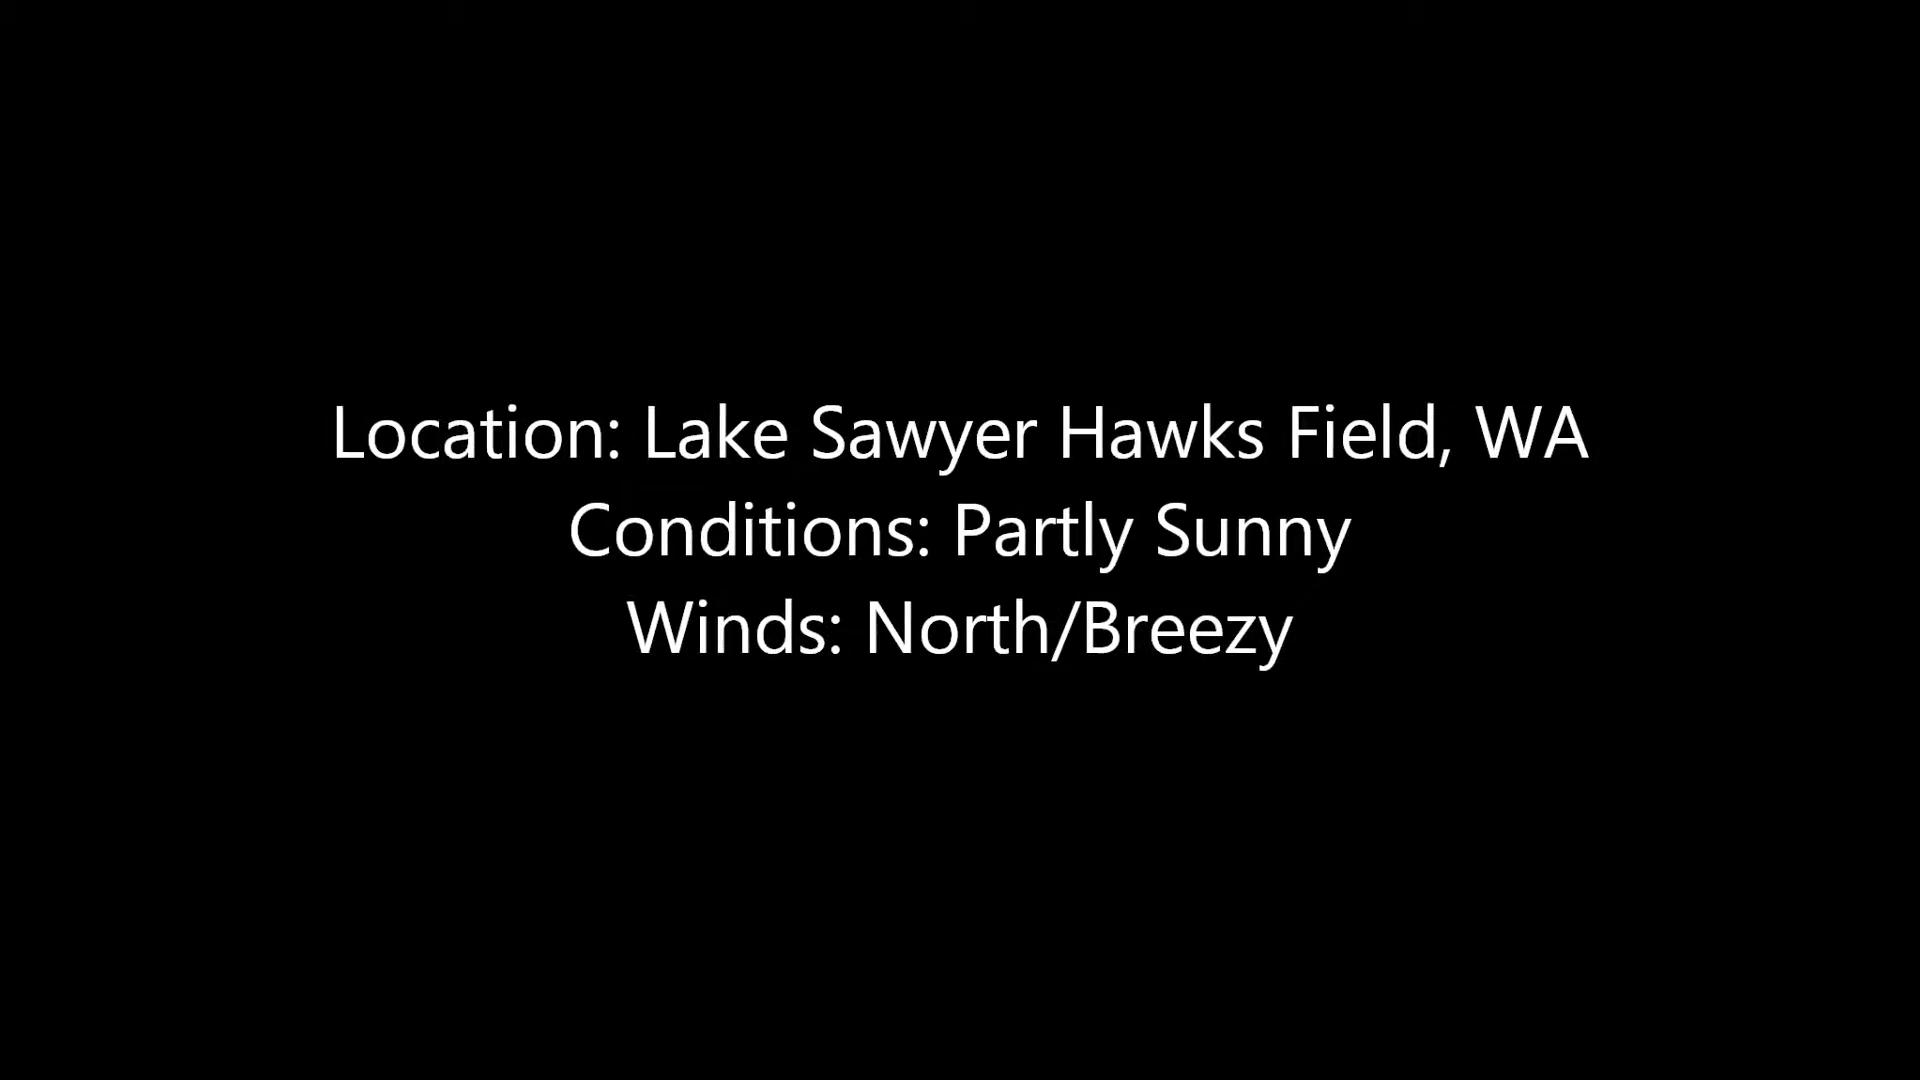 Location: Lake Sawyer Hawks Field, WA
Conditions: Partly Sunny
Winds: North/Breezy